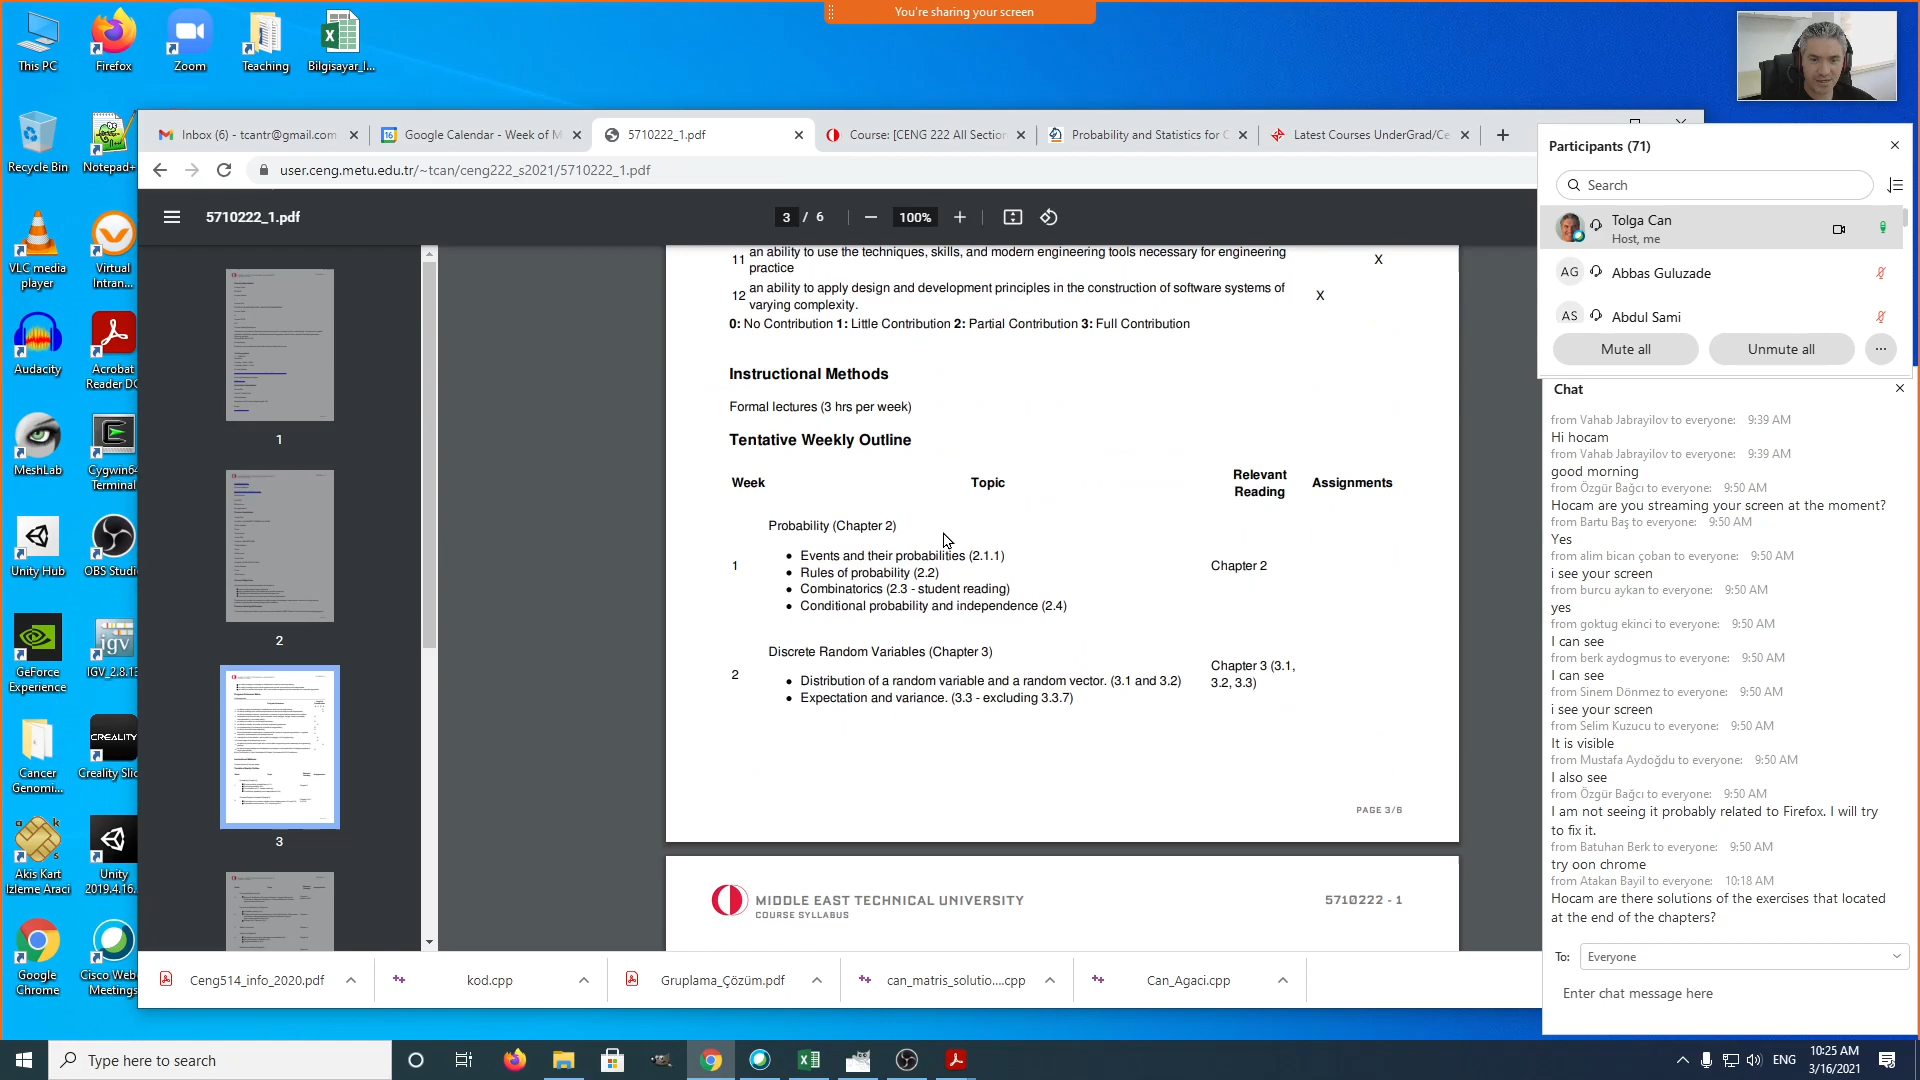 You're sharing your screen
This PC
Firefox
Zoom
Teaching
Bilgisayar_I...
Recycle Bin
Notepad+
VLC media
player
Virtual
Intran...
Audacity
Acrobat
Reader DC
MeshLab
Cygwin64
Terminal
Unity Hub
OBS Studi
GeForce
Experience
IGV_2.8.13
Cancer
Genomi...
Creality Slic
Akis Kart
Izleme Araci
Unity
2019.4.16...
Google
Chrome
Cisco Webe
Meetings
Inbox (6) - tcantr@gmail.com
Google Calendar - Week of M
5710222_1.pdf
Course: [CENG 222 All Section
Probability and Statistics for C
Latest Courses UnderGrad/Ce
user.ceng.metu.edu.tr/~tcan/ceng222_s2021/5710222_1.pdf
5710222_1.pdf
3 / 6
100%
1
2
3
11 an ability to use the techniques, skills, and modern engineering tools necessary for engineering
practice X
12 an ability to apply design and development principles in the construction of software systems of
varying complexity. X
0: No Contribution 1: Little Contribution 2: Partial Contribution 3: Full Contribution
Instructional Methods
Formal lectures (3 hrs per week)
Tentative Weekly Outline
Week Topic Relevant Reading Assignments
Probability (Chapter 2)
1
• Events and their probabilities (2.1.1)
• Rules of probability (2.2)
• Combinatorics (2.3 - student reading)
• Conditional probability and independence (2.4)
Chapter 2
Discrete Random Variables (Chapter 3)
2
• Distribution of a random variable and a random vector. (3.1 and 3.2)
• Expectation and variance. (3.3 - excluding 3.3.7)
Chapter 3 (3.1,
3.2, 3.3)
PAGE 3/6
MIDDLE EAST TECHNICAL UNIVERSITY
COURSE SYLLABUS
5710222 - 1
Participants (71)
Search
Tolga Can
Host, me
AG Abbas Guluzade
AS Abdul Sami
Mute all
Unmute all
Chat
from Vahab Jabrayilov to everyone: 9:39 AM
Hi hocam
from Vahab Jabrayilov to everyone: 9:39 AM
good morning
from Özgür Bağcı to everyone: 9:50 AM
Hocam are you streaming your screen at the moment?
from Bartu Baş to everyone: 9:50 AM
Yes
from alim bican çoban to everyone: 9:50 AM
i see your screen
from burcu aykan to everyone: 9:50 AM
yes
from goktug ekinci to everyone: 9:50 AM
I can see
from berk aydogmus to everyone: 9:50 AM
I can see
from Sinem Dönmez to everyone: 9:50 AM
i see your screen
from Selim Kuzucu to everyone: 9:50 AM
It is visible
from Mustafa Aydoğdu to everyone: 9:50 AM
I also see
from Özgür Bağcı to everyone: 9:50 AM
I am not seeing it probably related to Firefox. I will try
to fix it.
from Batuhan Berk to everyone: 9:50 AM
try oon chrome
from Atakan Bayil to everyone: 10:18 AM
Hocam are there solutions of the exercises that located
at the end of the chapters?
To: Everyone
Enter chat message here
Ceng514_info_2020.pdf
kod.cpp
Gruplama_Çözüm.pdf
can_matris_solutio....cpp
Can_Agaci.cpp
Type here to search
ENG
10:25 AM
3/16/2021